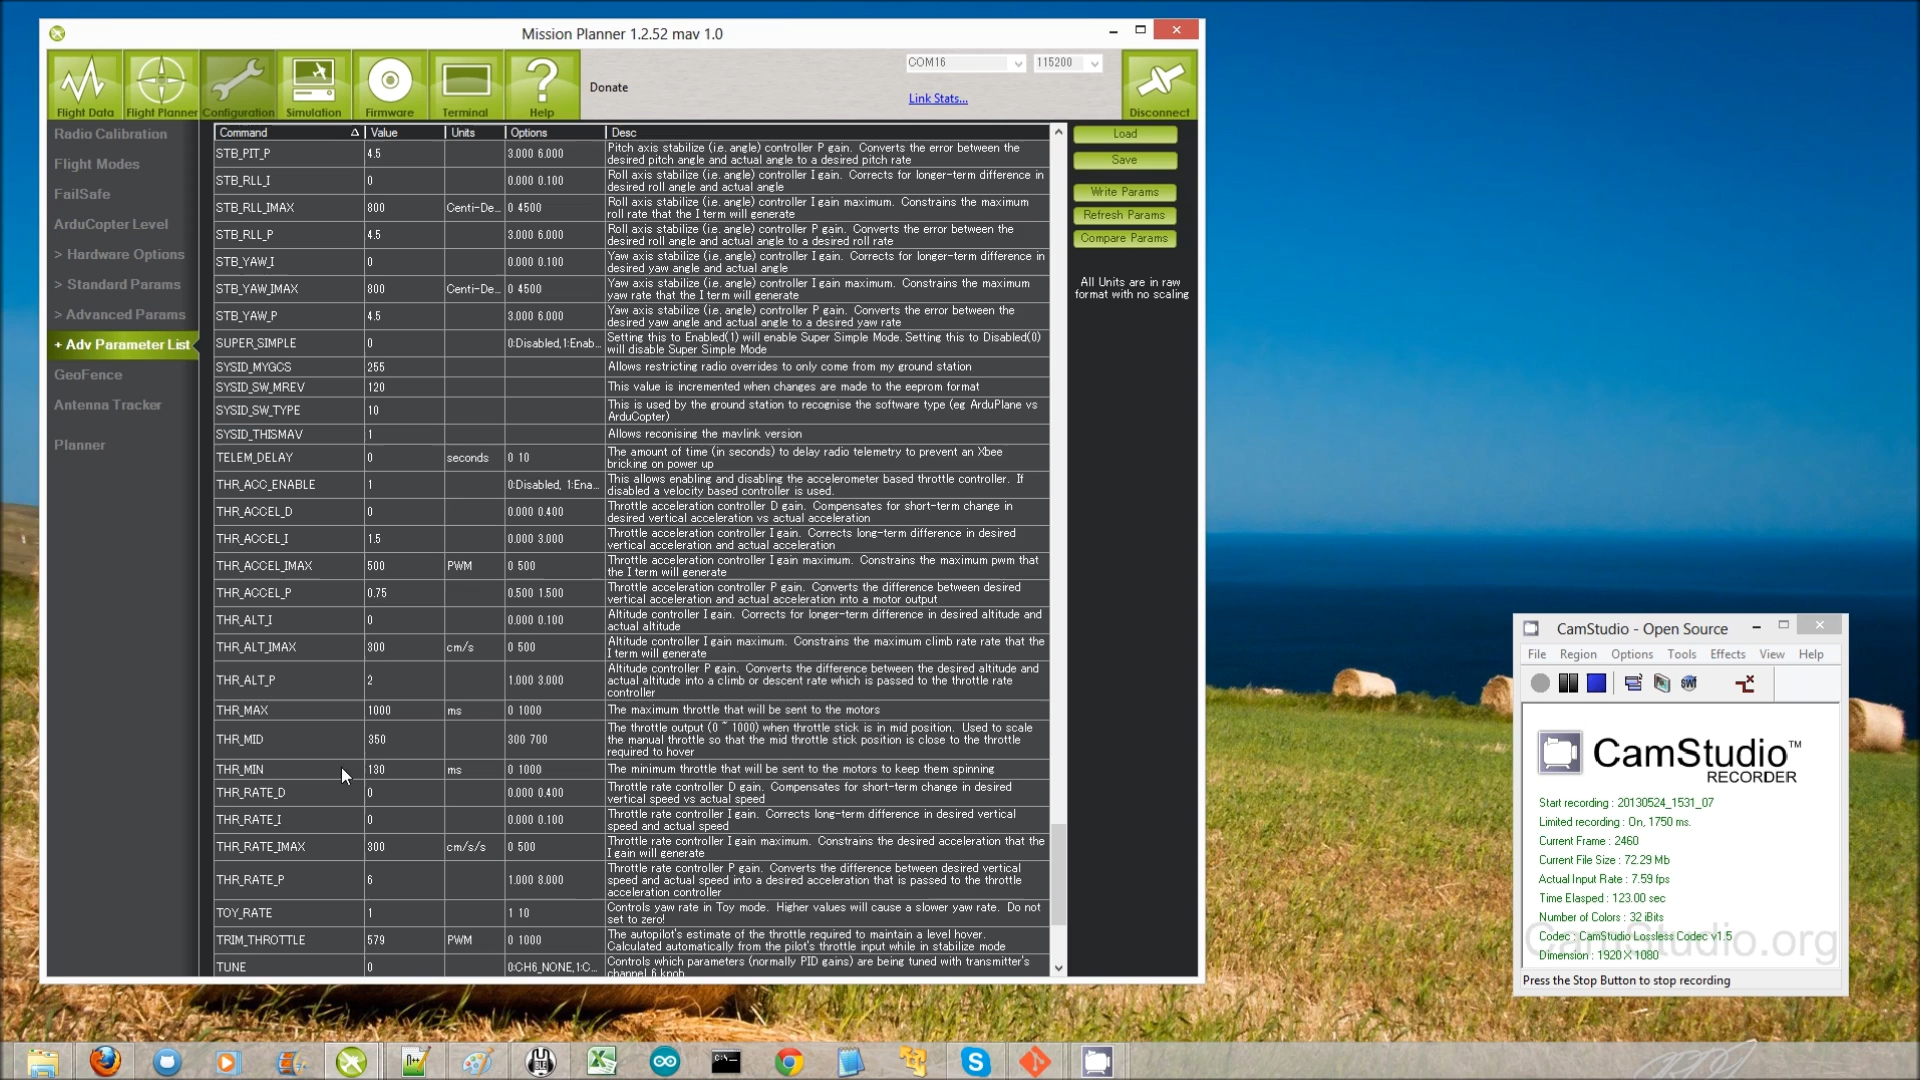 Mission Planner 1.2.52 mav 1.0
Flight Data
Flight Planner
Configuration
Simulation
Firmware
Terminal
Help
Donate
COM16
115200
Link Stats...
Disconnect
Radio Calibration
Flight Modes
FailSafe
ArduCopter Level
> Hardware Options
> Standard Params
> Advanced Params
+ Adv Parameter List
GeoFence
Antenna Tracker
Planner
Command Value Units Options Desc
STB_PIT_P 4.5 3.000 6.000 Pitch axis stabilize (i.e. angle) controller P gain. Converts the error between the
desired pitch angle and actual angle to a desired pitch rate
STB_RLL_I 0 0.000 0.100 Roll axis stabilize (i.e. angle) controller I gain. Corrects for longer-term difference in
desired roll angle and actual angle
STB_RLL_IMAX 800 Centi-De... 0 4500 Roll axis stabilize (i.e. angle) controller I gain maximum. Constrains the maximum
roll rate that the I term will generate
STB_RLL_P 4.5 3.000 6.000 Roll axis stabilize (i.e. angle) controller P gain. Converts the error between the
desired roll angle and actual angle to a desired roll rate
STB_YAW_I 0 0.000 0.100 Yaw axis stabilize (i.e. angle) controller I gain. Corrects for longer-term difference in
desired yaw angle and actual angle
STB_YAW_IMAX 800 Centi-De... 0 4500 Yaw axis stabilize (i.e. angle) controller I gain maximum. Constrains the maximum
yaw rate that the I term will generate
STB_YAW_P 4.5 3.000 6.000 Yaw axis stabilize (i.e. angle) controller P gain. Converts the error between the
desired yaw angle and actual angle to a desired yaw rate
SUPER_SIMPLE 0 0:Disabled,1:Enab... Setting this to Enabled(1) will enable Super Simple Mode. Setting this to Disabled(0)
will disable Super Simple Mode
SYSID_MYGCS 255 Allows restricting radio overrides to only come from my ground station
SYSID_SW_MREV 120 This value is incremented when changes are made to the eeprom format
SYSID_SW_TYPE 10 This is used by the ground station to recognise the software type (eg ArduPlane vs
ArduCopter)
SYSID_THISMAV 1 Allows reconising the mavlink version
TELEM_DELAY 0 seconds 0 10 The amount of time (in seconds) to delay radio telemetry to prevent an Xbee
bricking on power up
THR_ACC_ENABLE 1 0:Disabled, 1:Ena... This allows enabling and disabling the accelerometer based throttle controller. If
disabled a velocity based controller is used.
THR_ACCEL_D 0 0.000 0.400 Throttle acceleration controller D gain. Compensates for short-term change in
desired vertical acceleration vs actual acceleration
THR_ACCEL_I 1.5 0.000 3.000 Throttle acceleration controller I gain. Corrects long-term difference in desired
vertical acceleration and actual acceleration
THR_ACCEL_IMAX 500 PWM 0 500 Throttle acceleration controller I gain maximum. Constrains the maximum pwm that
the I term will generate
THR_ACCEL_P 0.75 0.500 1.500 Throttle acceleration controller P gain. Converts the difference between desired
vertical acceleration and actual acceleration into a motor output
THR_ALT_I 0 0.000 0.100 Altitude controller I gain. Corrects for longer-term difference in desired altitude and
actual altitude
THR_ALT_IMAX 300 cm/s 0 500 Altitude controller I gain maximum. Constrains the maximum climb rate rate that the
I term will generate
THR_ALT_P 2 1.000 3.000 Altitude controller P gain. Converts the difference between the desired altitude and
actual altitude into a climb or descent rate which is passed to the throttle rate
controller
THR_MAX 1000 ms 0 1000 The maximum throttle that will be sent to the motors
THR_MID 350 300 700 The throttle output (0 ~ 1000) when throttle stick is in mid position. Used to scale
the manual throttle so that the mid throttle stick position is close to the throttle
required to hover
THR_MIN 130 ms 0 1000 The minimum throttle that will be sent to the motors to keep them spinning
THR_RATE_D 0 0.000 0.400 Throttle rate controller D gain. Compensates for short-term change in desired
vertical speed vs actual speed
THR_RATE_I 0 0.000 0.100 Throttle rate controller I gain. Corrects long-term difference in desired vertical
speed and actual speed
THR_RATE_IMAX 300 cm/s/s 0 500 Throttle rate controller I gain maximum. Constrains the desired acceleration that the
I gain will generate
THR_RATE_P 6 1.000 8.000 Throttle rate controller P gain. Converts the difference between desired vertical
speed and actual speed into a desired acceleration that is passed to the throttle
acceleration controller
TOY_RATE 1 1 10 Controls yaw rate in Toy mode. Higher values will cause a slower yaw rate. Do not
set to zero!
TRIM_THROTTLE 579 PWM 0 1000 The autopilot's estimate of the throttle required to maintain a level hover.
Calculated automatically from the pilot's throttle input while in stabilize mode
TUNE 0 0:CH6_NONE,1:C... Controls which parameters (normally PID gains) are being tuned with transmitter's
channel 6 knob
Load
Save
Write Params
Refresh Params
Compare Params
All Units are in raw
format with no scaling
CamStudio - Open Source
File Region Options Tools Effects View Help
SWF
CamStudio™
RECORDER
Start recording : 20130524_1531_07
Limited recording : On, 1750 ms.
Current Frame : 2460
Current File Size : 72.29 Mb
Actual Input Rate : 7.59 fps
Time Elasped : 123.00 sec
Number of Colors : 32 iBits
Codec : CamStudio Lossless Codec v1.5
Dimension : 1920 X 1080
CamStudio.org
Press the Stop Button to stop recording